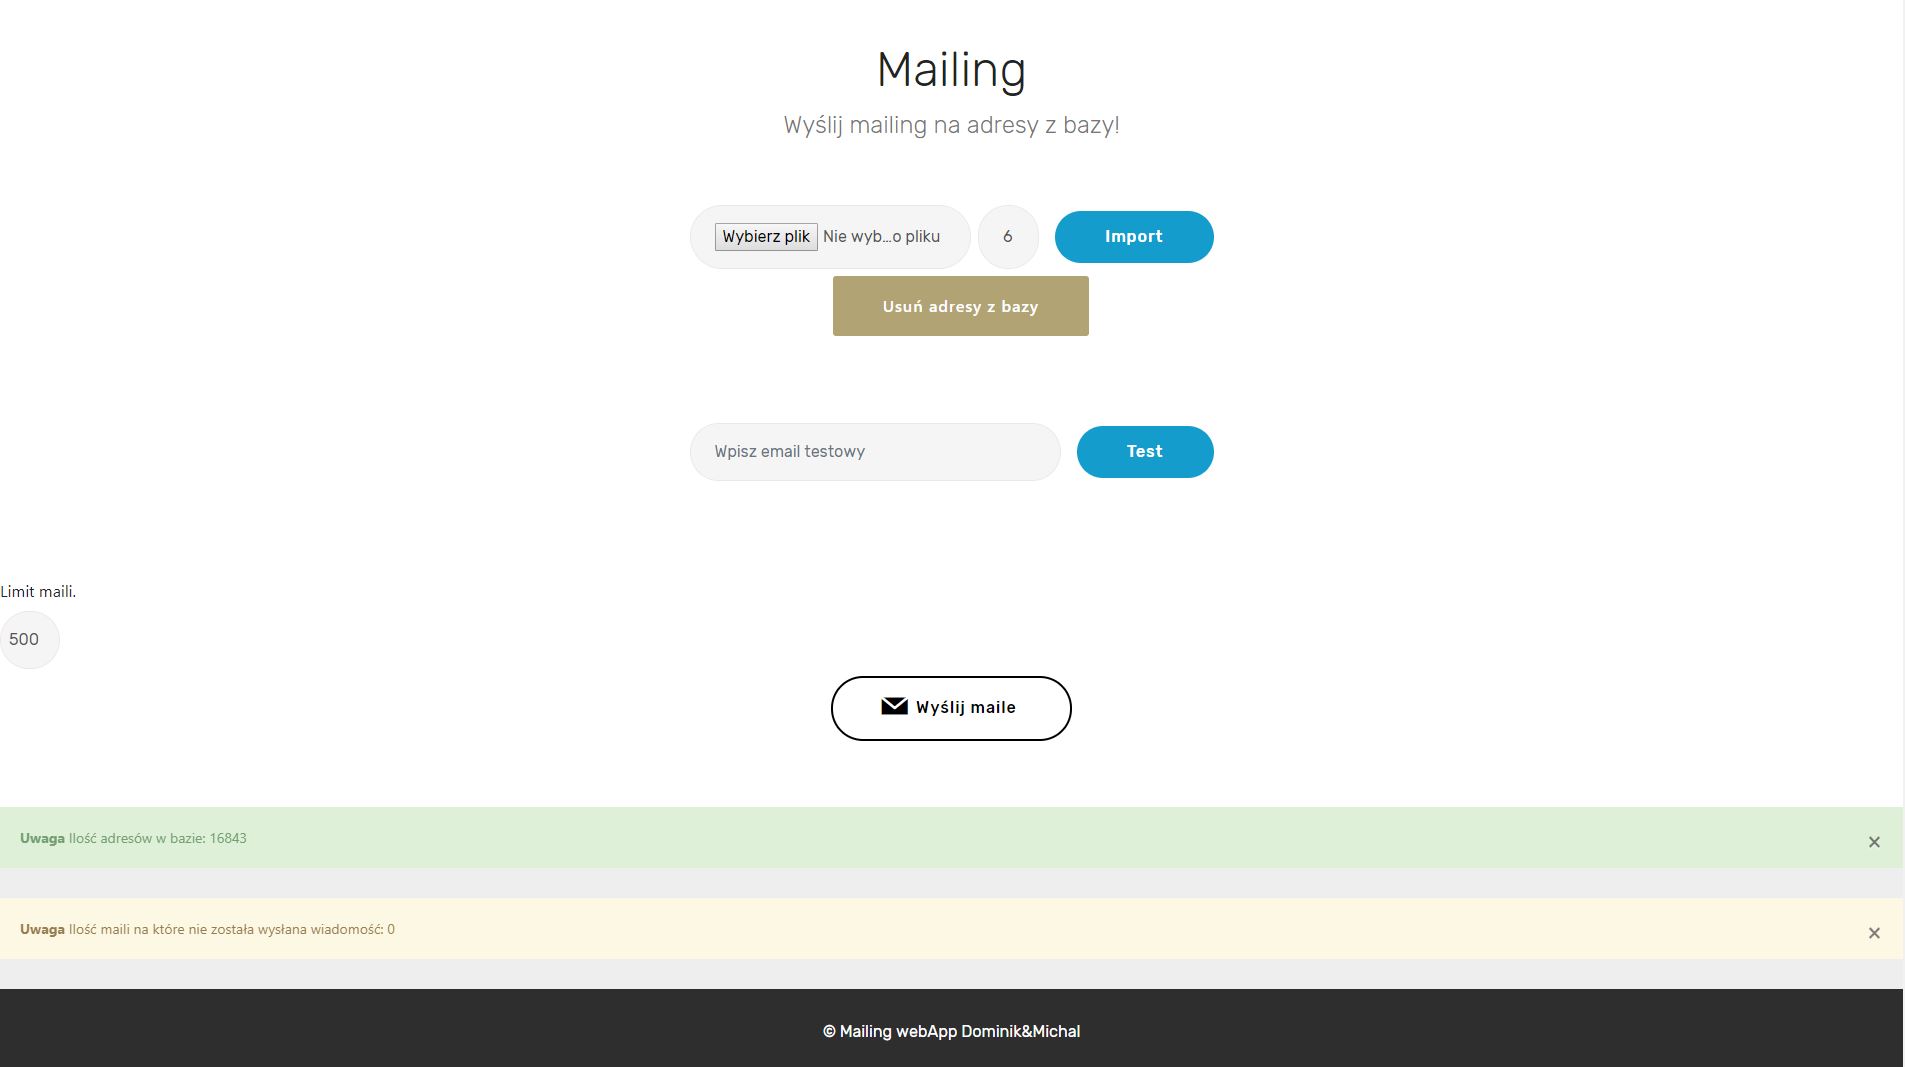 Mailing
Wyślij mailing na adresy z bazy!
Wybierz plik Nie wyb...o pliku 6 Import
Usuń adresy z bazy
Wpisz email testowy Test
Limit maili.
500
Wyślij maile
Uwaga Ilość adresów w bazie: 16843 ×
Uwaga Ilość maili na które nie została wysłana wiadomość: 0 ×
© Mailing webApp Dominik&Michal